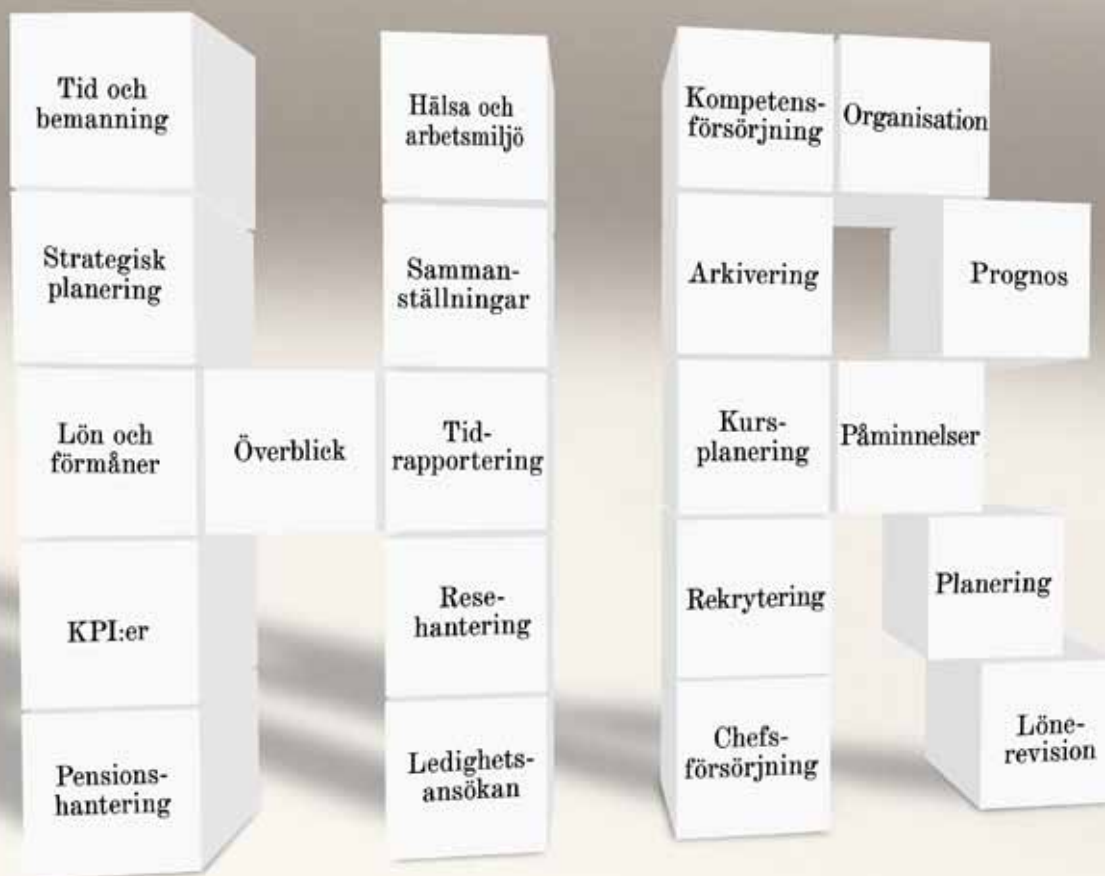 Tid och
bemanning
Hälsa och
arbetsmiljö
Kompetens-
försörjning
Organisation
Strategisk
planering
Samman-
ställningar
Arkivering
Prognos
Lön och
förmåner
Överblick
Tid-
rapportering
Kurs-
planering
Påminnelser
KPI:er
Rese-
hantering
Rekrytering
Planering
Pensions-
hantering
Ledighets-
ansökan
Chefs-
försörjning
Löne-
revision